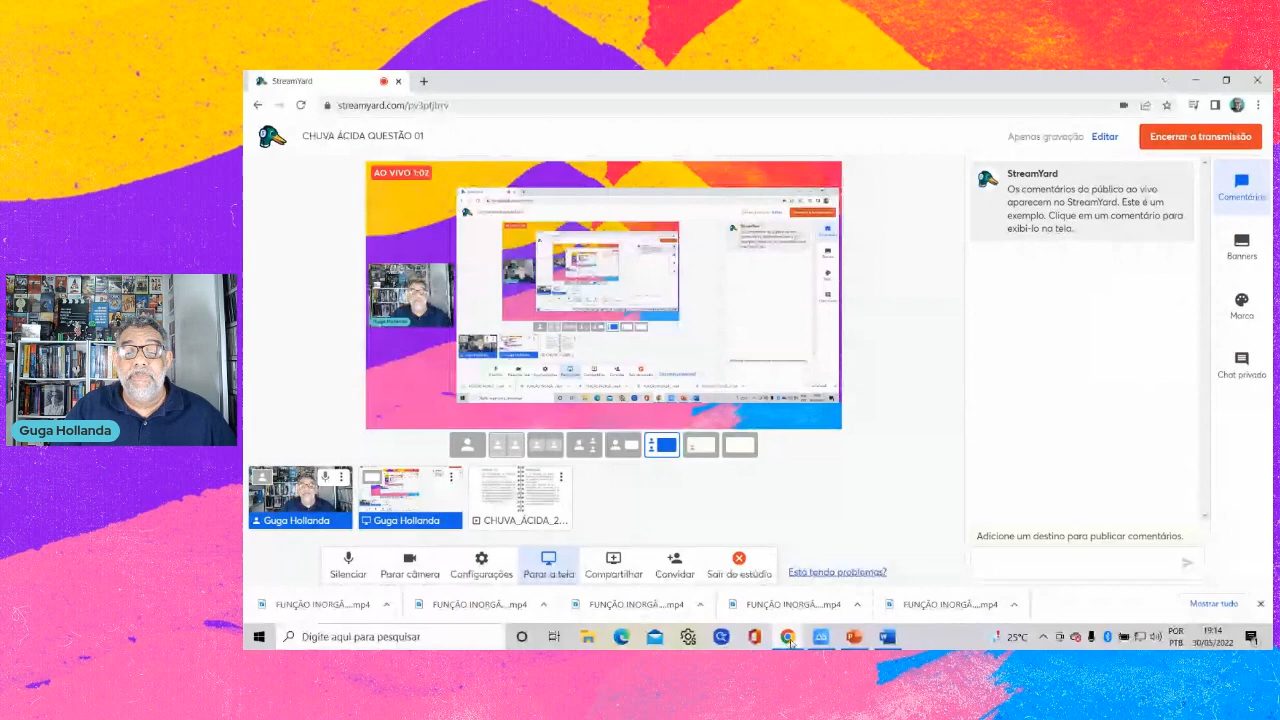 StreamYard
streamyard.com/pv3pfjtrrv
CHUVA ÁCIDA QUESTÃO 01
Apenas gravação
Editar
Encerrar a transmissão
AO VIVO 1:02
StreamYard
Os comentários do público ao vivo
aparecem no StreamYard. Este é um
exemplo. Clique em um comentário para
exibi-lo na tela.
Comentários
Banners
Marca
Chat privado
Guga Hollanda
Guga Hollanda
Guga Hollanda
Guga Hollanda
CHUVA_ÁCIDA_2...
Adicione um destino para publicar comentários.
Silenciar
Parar câmera
Configurações
Parar a tela
Compartilhar
Convidar
Sair do estúdio
Está tendo problemas?
FUNÇÃO INORGÂ....mp4
FUNÇÃO INORGÂ....mp4
FUNÇÃO INORGÂ....mp4
FUNÇÃO INORGÂ....mp4
FUNÇÃO INORGÂ....mp4
Mostrar tudo
Digite aqui para pesquisar
25°C
POR
PTB
19:14
30/05/2022